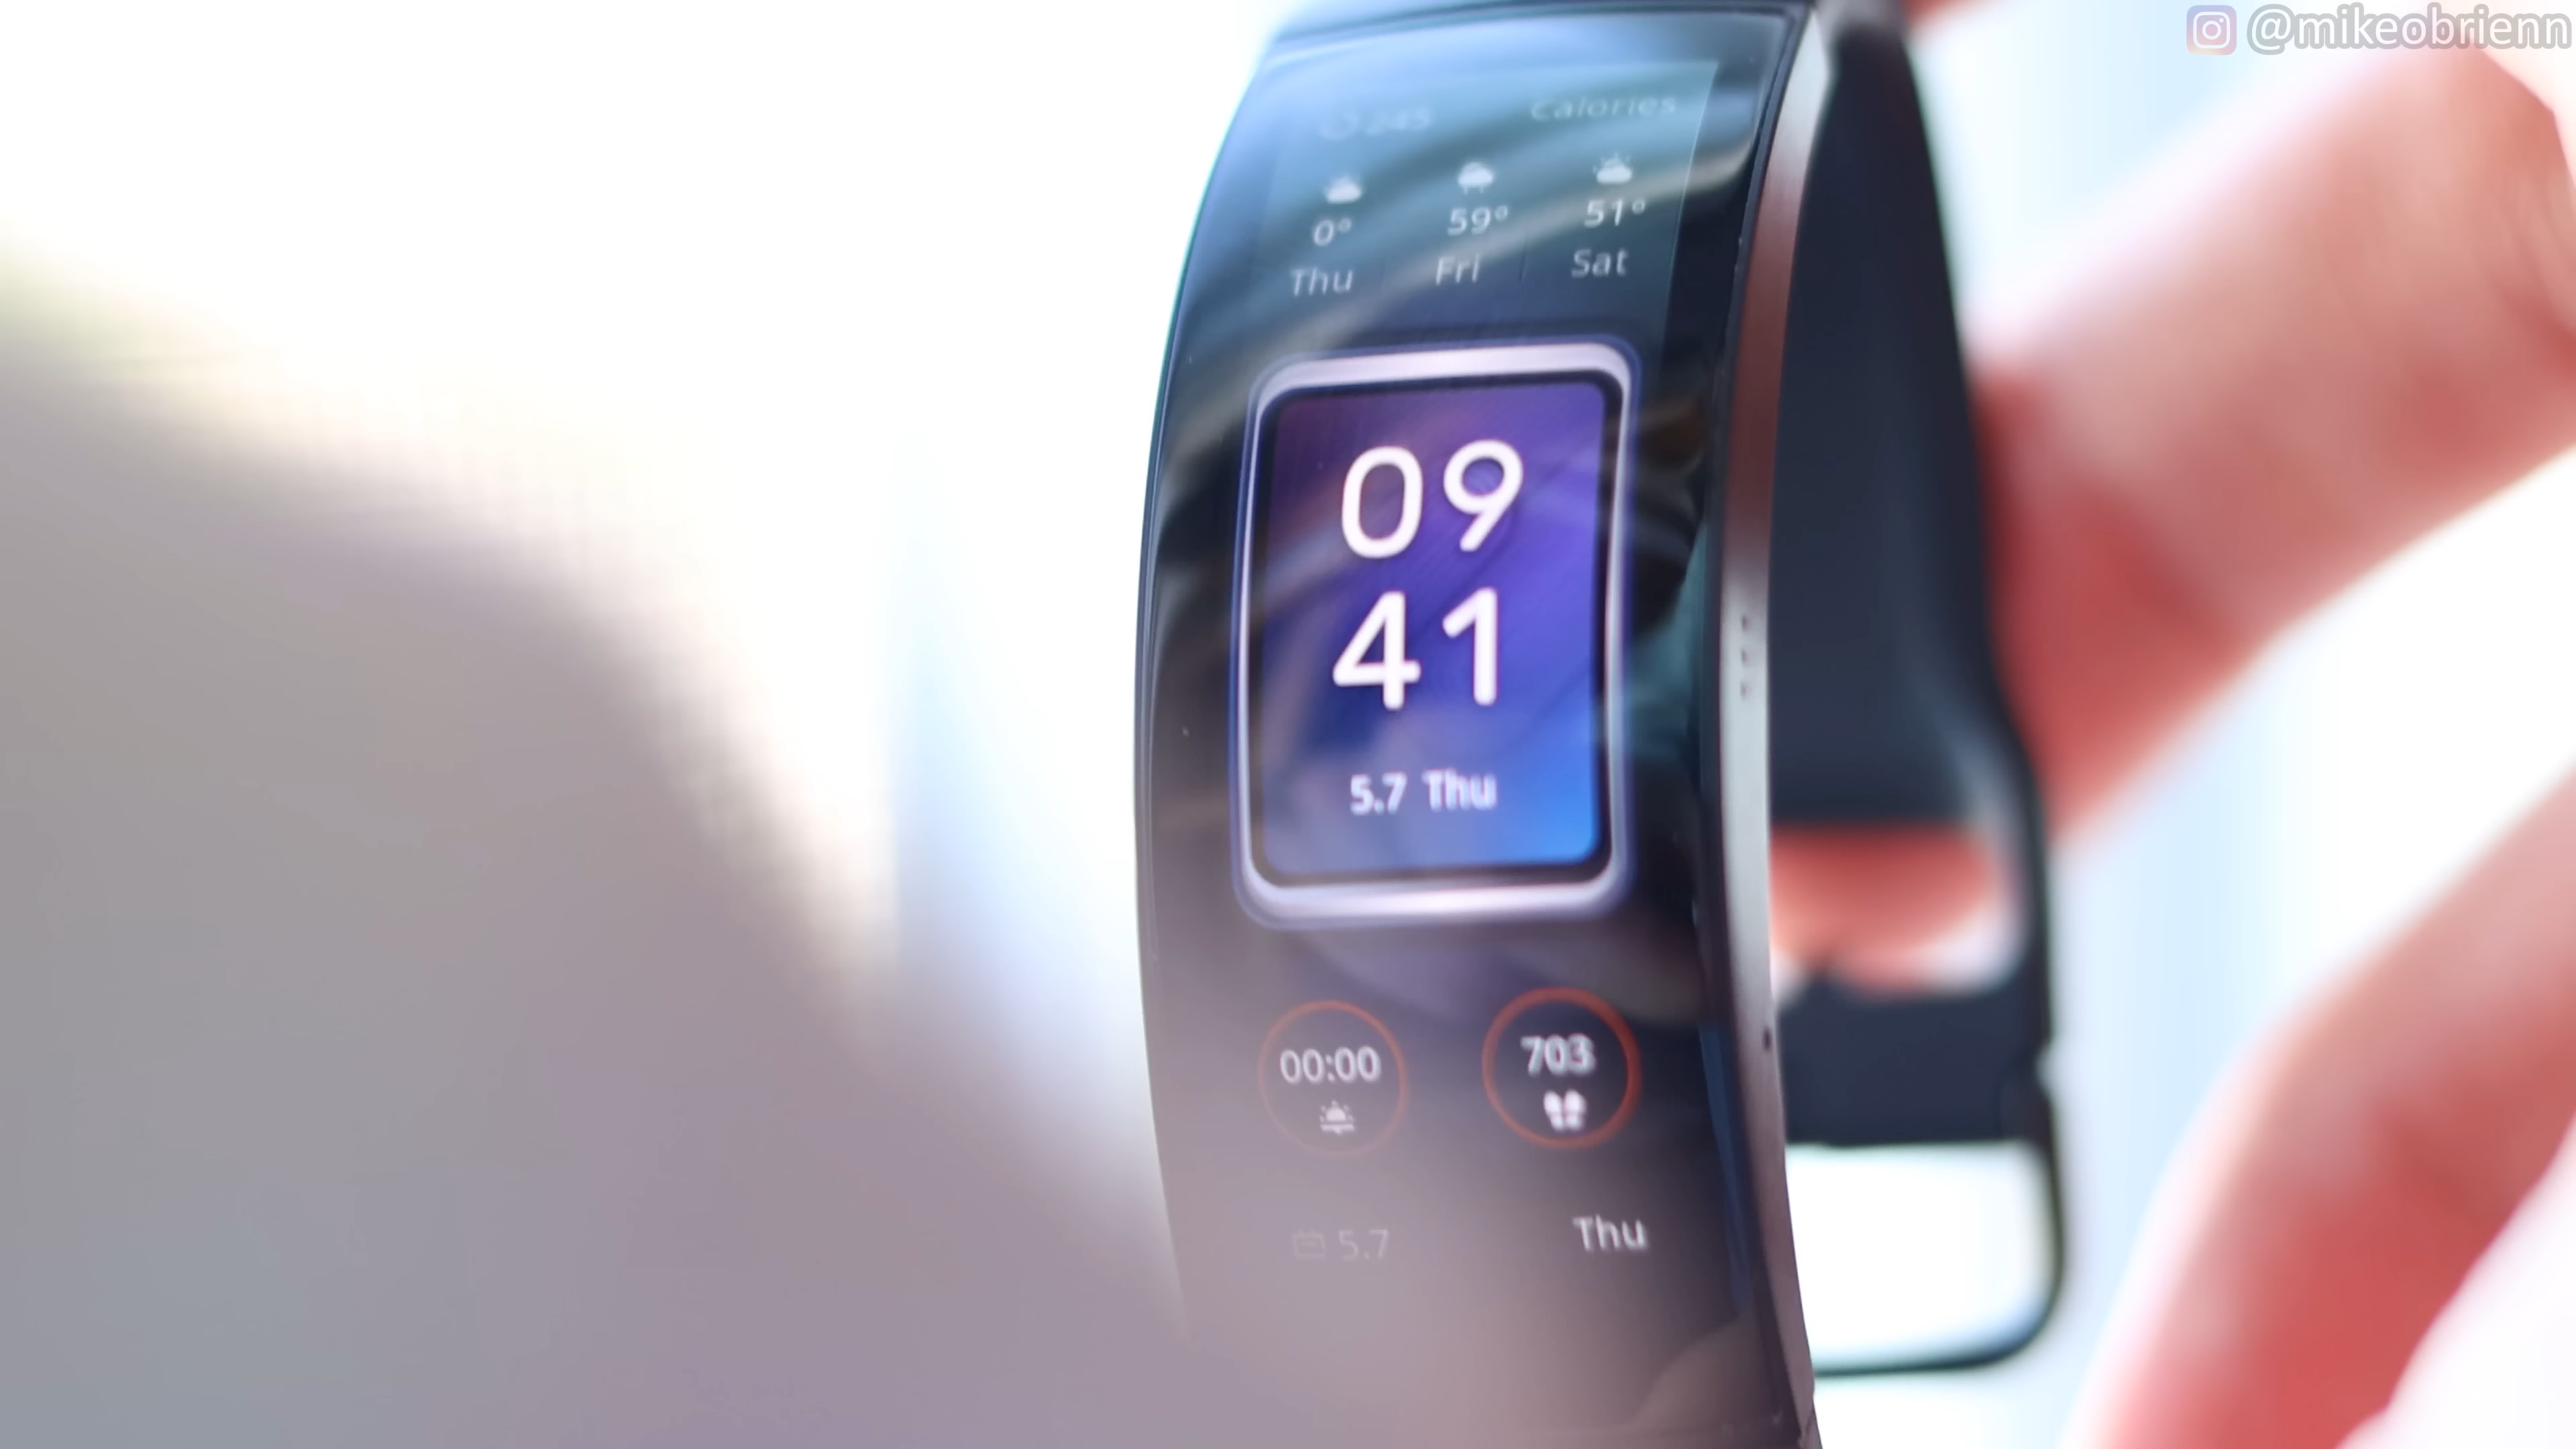 @mikeobrienn
245 Calories
0° 59° 51°
Thu Fri Sat
09
41
5.7 Thu
00:00 703
5.7 Thu